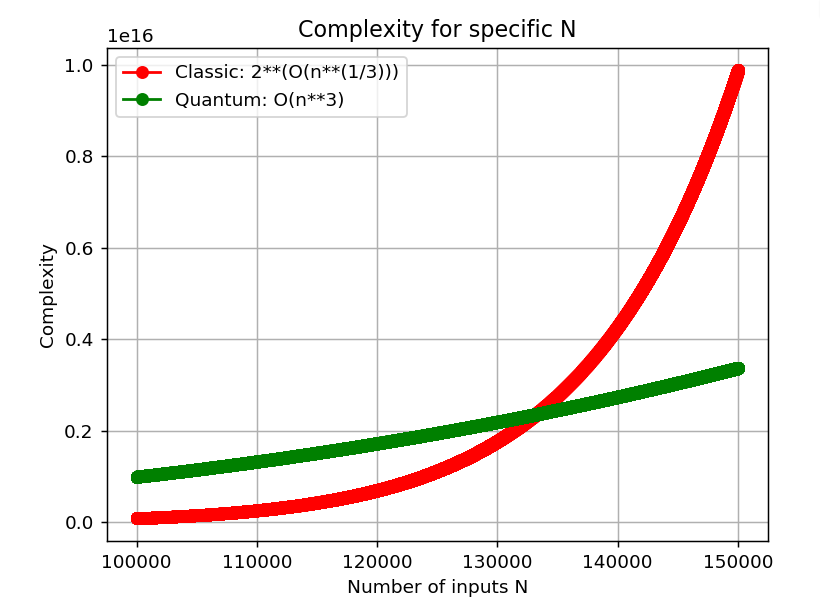 Complexity for specific N
1e16
Classic: 2**(O(n**(1/3)))
Quantum: O(n**3)
1.0
0.8
0.6
0.4
0.2
0.0
Complexity
100000 110000 120000 130000 140000 150000
Number of inputs N